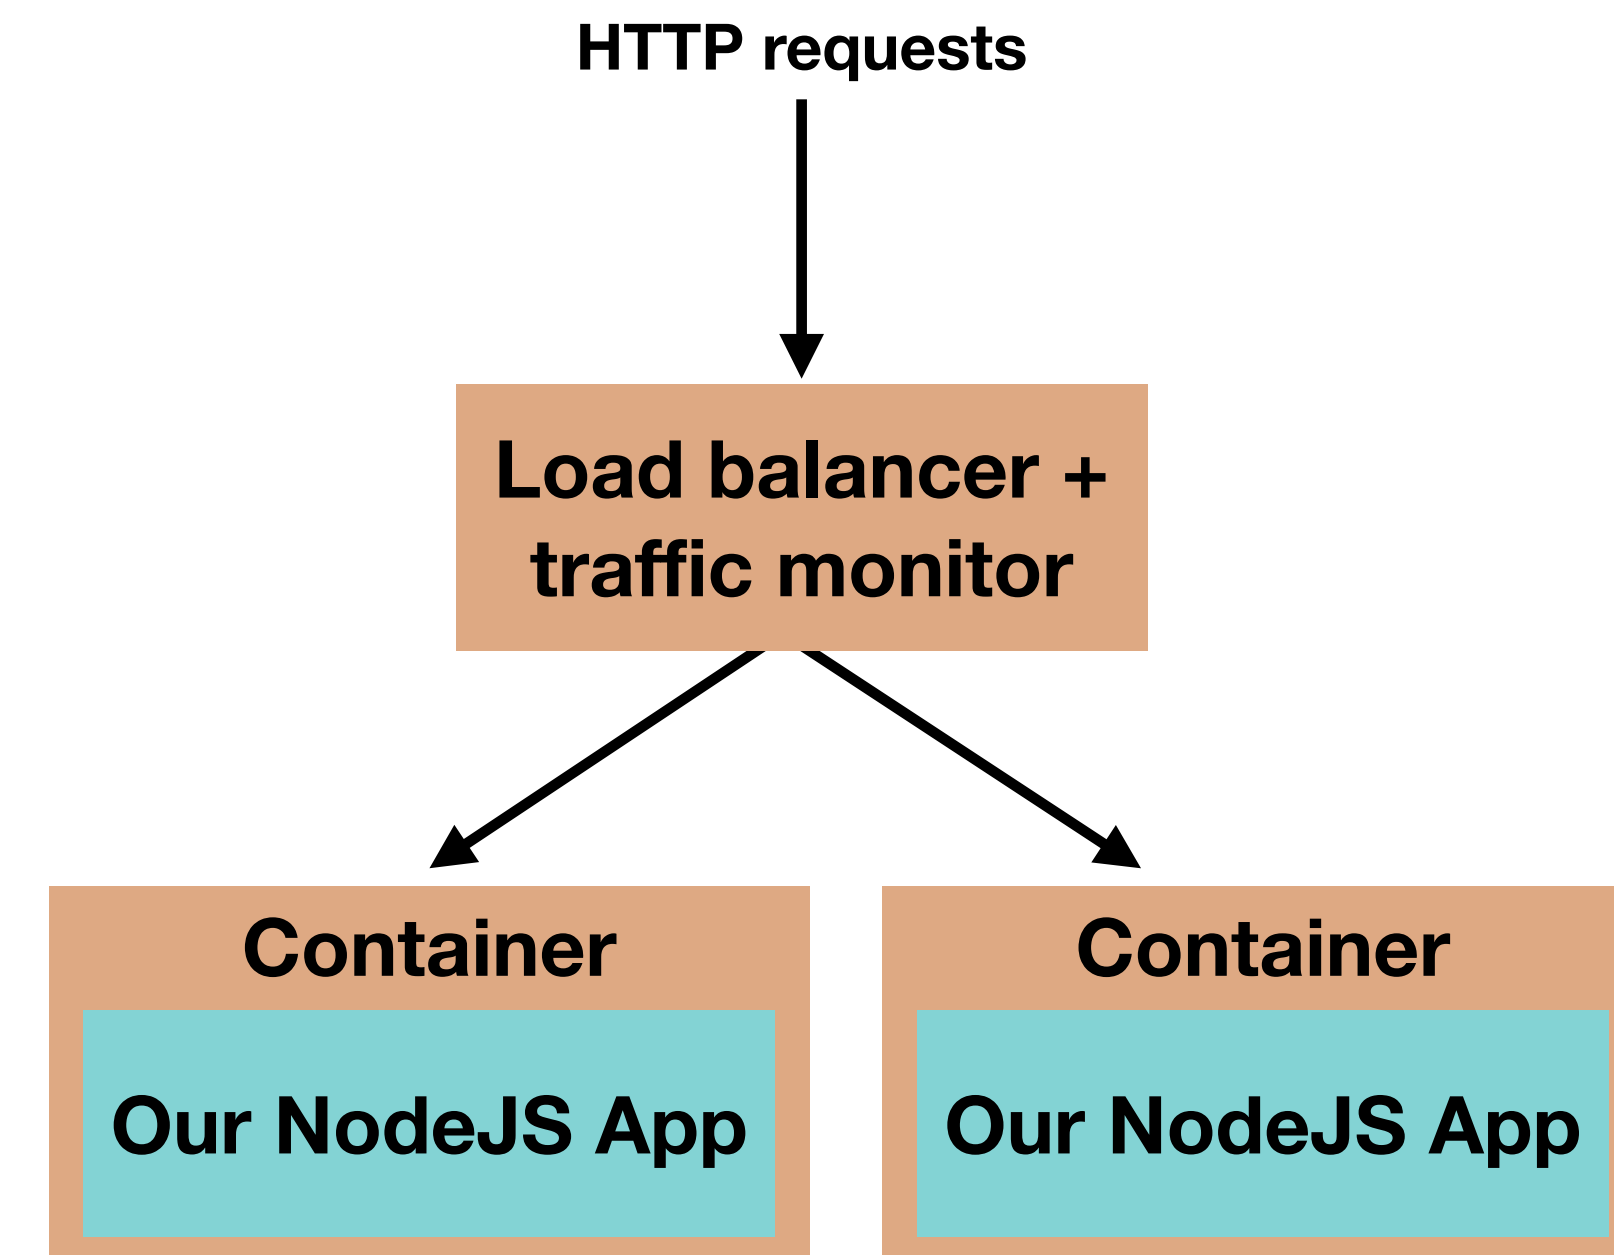 HTTP requests
Load balancer +
traffic monitor
Container
Our NodeJS App
Container
Our NodeJS App